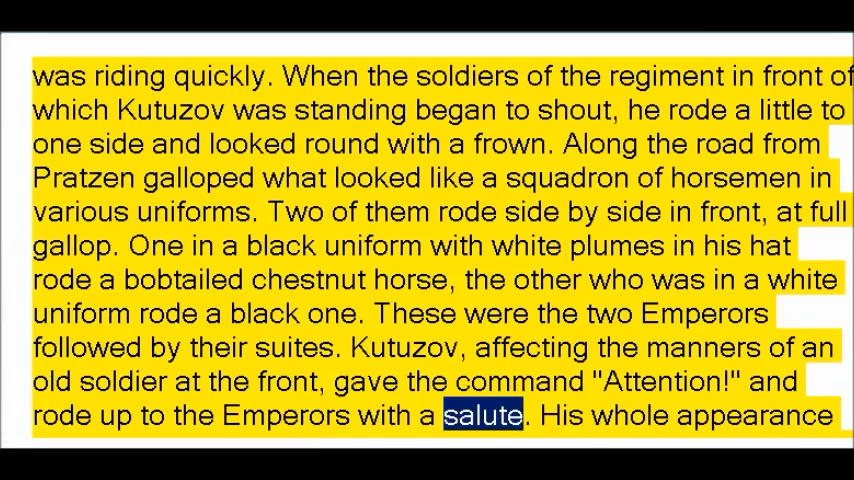 was riding quickly. When the soldiers of the regiment in front of
which Kutuzov was standing began to shout, he rode a little to
one side and looked round with a frown. Along the road from
Pratzen galloped what looked like a squadron of horsemen in
various uniforms. Two of them rode side by side in front, at full
gallop. One in a black uniform with white plumes in his hat
rode a bobtailed chestnut horse, the other who was in a white
uniform rode a black one. These were the two Emperors
followed by their suites. Kutuzov, affecting the manners of an
old soldier at the front, gave the command "Attention!" and
rode up to the Emperors with a salute. His whole appearance